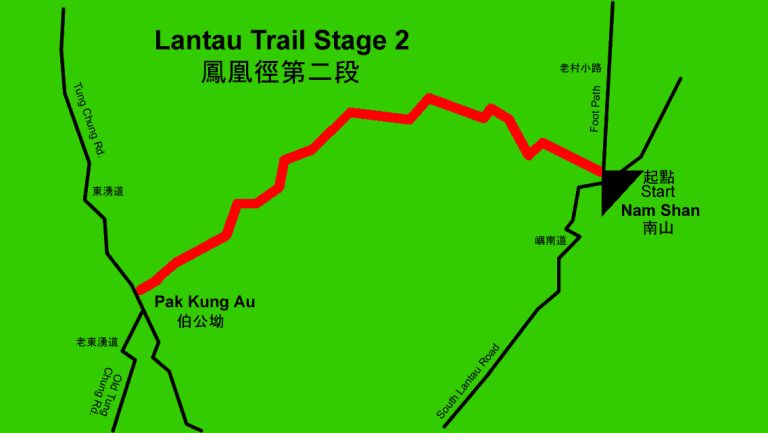 Lantau Trail Stage 2
鳳凰徑第二段
老村小路
Foot Path
Tung Chung Rd.
東湧道
起點
Start
Nam Shan
南山
嶼南道
Pak Kung Au
伯公坳
老東湧道
Old Tung
Chung Rd.
South Lantau Road